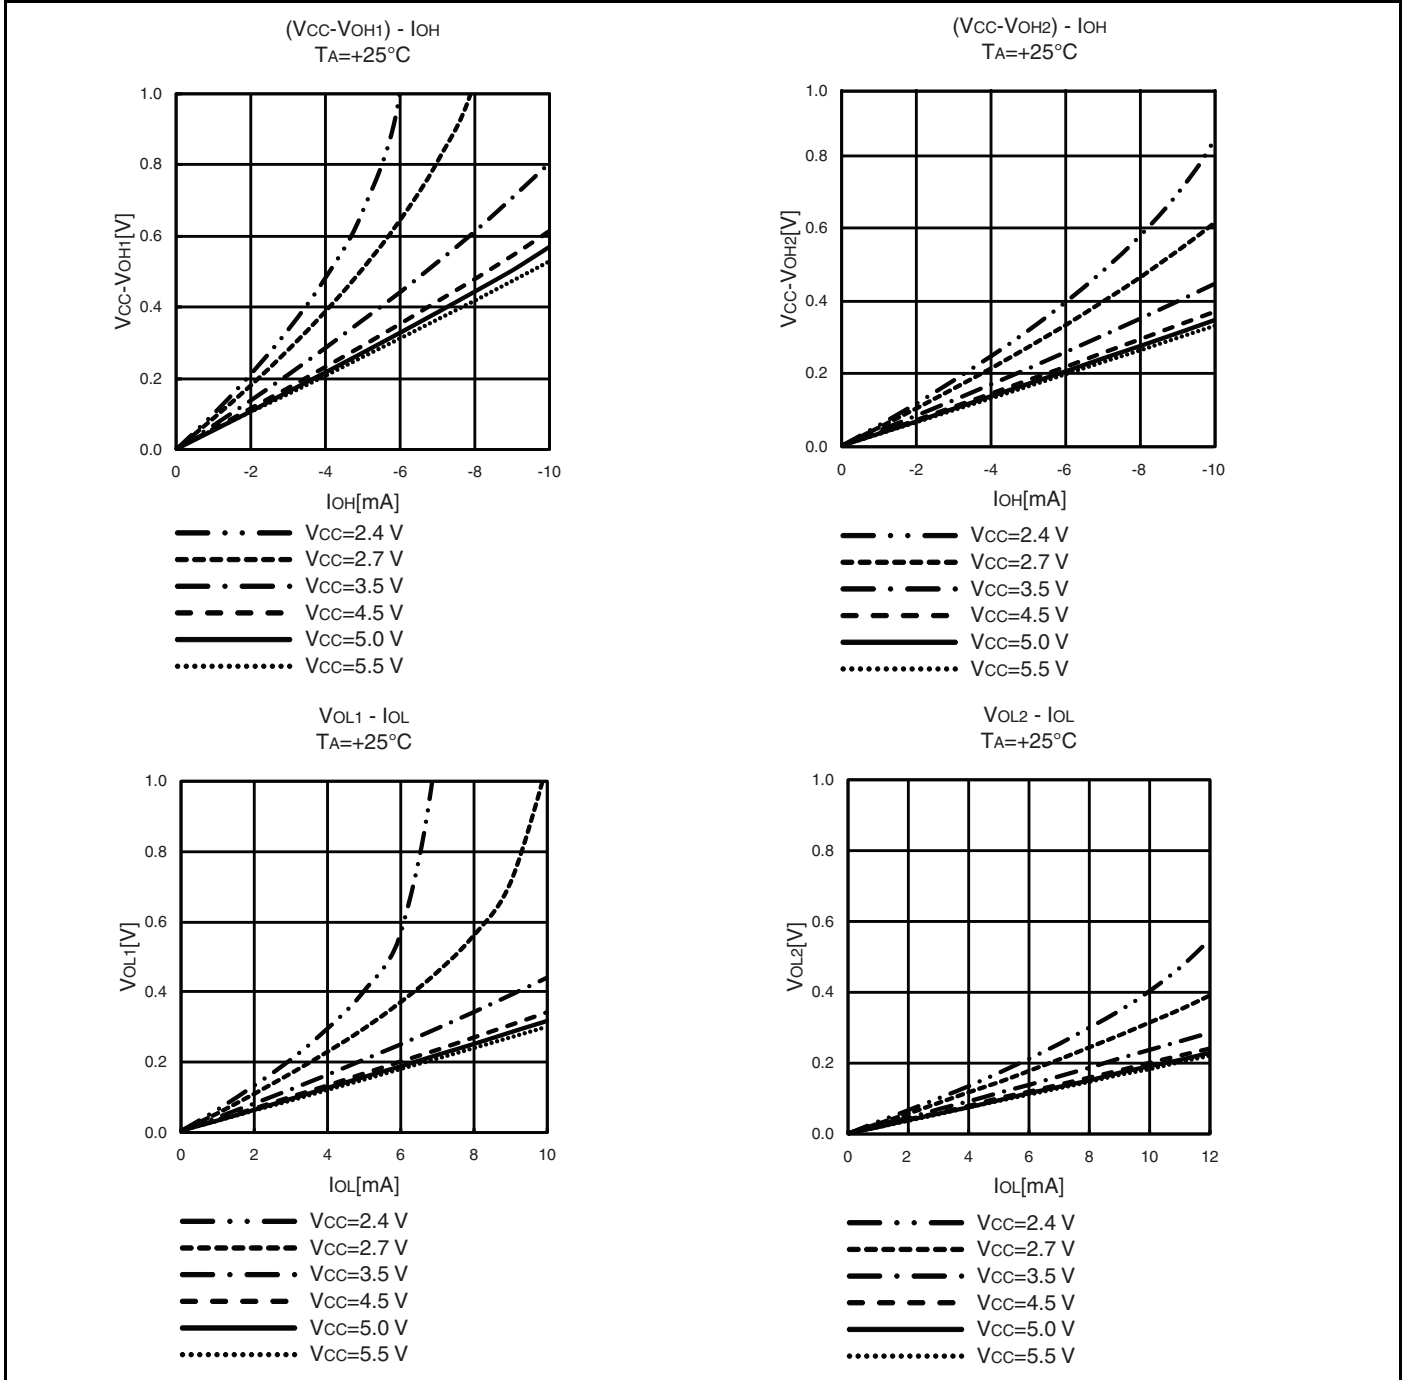 (VCC-VOH1) - IOH
TA=+25°C
1.0
0.8
0.6
0.4
0.2
0.0
VCC-VOH1[V]
0 -2 -4 -6 -8 -10
IOH[mA]
VCC=2.4 V
VCC=2.7 V
VCC=3.5 V
VCC=4.5 V
VCC=5.0 V
VCC=5.5 V
(VCC-VOH2) - IOH
TA=+25°C
1.0
0.8
0.6
0.4
0.2
0.0
VCC-VOH2[V]
0 -2 -4 -6 -8 -10
IOH[mA]
VCC=2.4 V
VCC=2.7 V
VCC=3.5 V
VCC=4.5 V
VCC=5.0 V
VCC=5.5 V
VOL1 - IOL
TA=+25°C
1.0
0.8
0.6
0.4
0.2
0.0
VOL1[V]
0 2 4 6 8 10
IOL[mA]
VCC=2.4 V
VCC=2.7 V
VCC=3.5 V
VCC=4.5 V
VCC=5.0 V
VCC=5.5 V
VOL2 - IOL
TA=+25°C
1.0
0.8
0.6
0.4
0.2
0.0
VOL2[V]
0 2 4 6 8 10 12
IOL[mA]
VCC=2.4 V
VCC=2.7 V
VCC=3.5 V
VCC=4.5 V
VCC=5.0 V
VCC=5.5 V